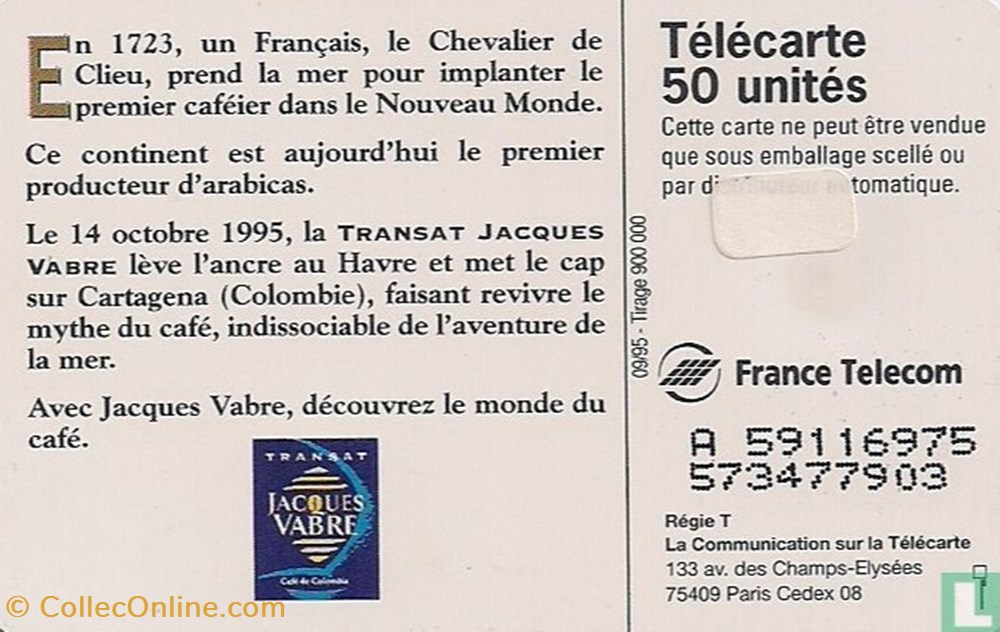 En 1723, un Français, le Chevalier de
Clieu, prend la mer pour implanter le
premier caféier dans le Nouveau Monde.
Ce continent est aujourd'hui le premier
producteur d'arabicas.
Le 14 octobre 1995, la TRANSAT JACQUES
VABRE lève l'ancre au Havre et met le cap
sur Cartagena (Colombie), faisant revivre le
mythe du café, indissociable de l'aventure de
la mer.
Avec Jacques Vabre, découvrez le monde du
café.
TRANSAT
JACQUES
VABRE
Café de Colombia
09/95 - Tirage 900 000
Télécarte
50 unités
Cette carte ne peut être vendue
que sous emballage scellé ou
par distributeur automatique.
France Telecom
A 59116975
573477903
Régie T
La Communication sur la Télécarte
133 av. des Champs-Elysées
75409 Paris Cedex 08
© CollecOnline.com
L